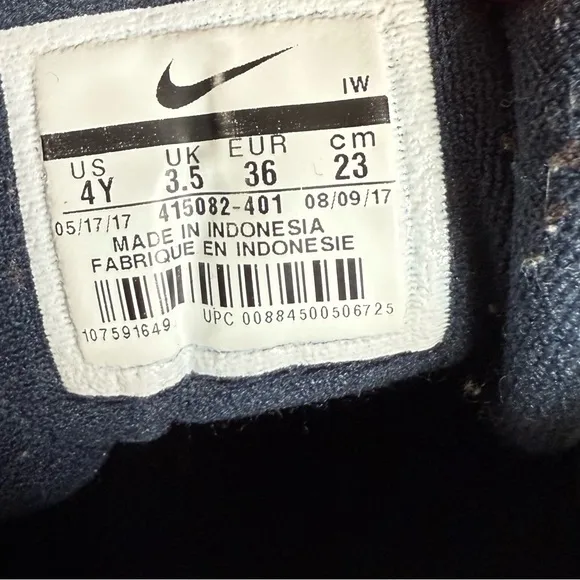 IW
US UK EUR cm
4Y 3.5 36 23
05/17/17 415082-401 08/09/17
MADE IN INDONESIA
FABRIQUE EN INDONESIE
107591649 UPC 00884500506725